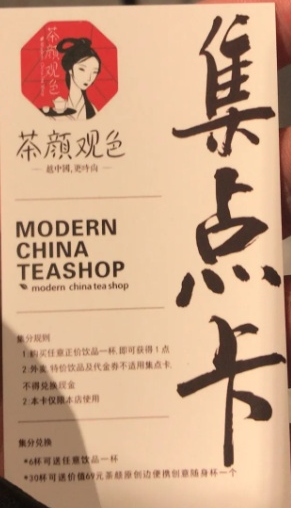 茶颜观色
茶颜观色
— 越中国, 更时尚 —
MODERN
CHINA
TEASHOP
modern china tea shop
集点卡
集分规则
1.购买任意正价饮品一杯,即可获得1点
2:外卖,特价饮品及代金券不适用集点卡,
不得兑换现金
2:本卡仅限本店使用
集分兑换
*6杯可送任意饮品一杯
*30杯可送价值69元茶颜原创边便携创意随身杯一个